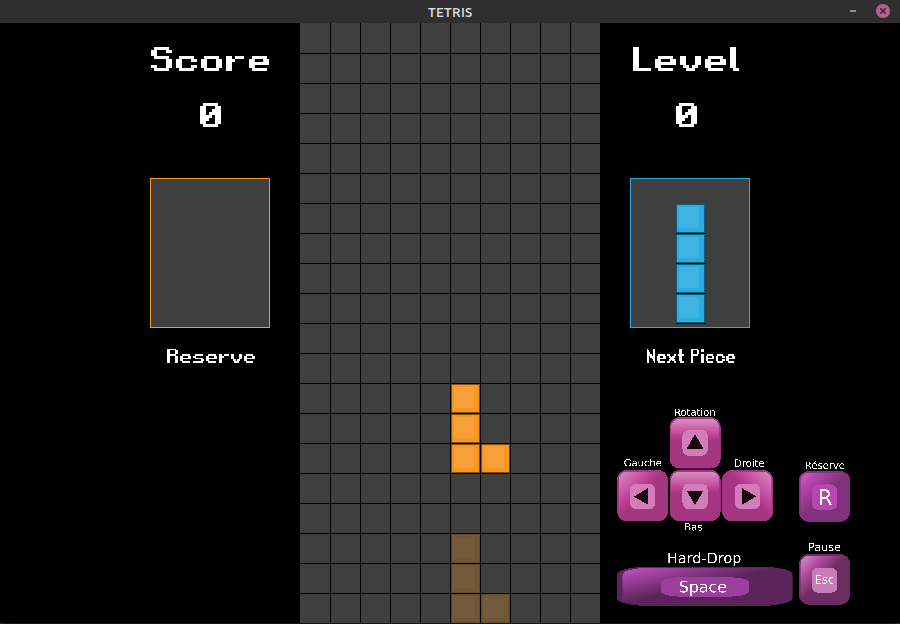 TETRIS
Score
0
Reserve
Level
0
Next Piece
Rotation
Gauche
Droite
Réserve
R
Bas
Hard-Drop
Space
Pause
Esc